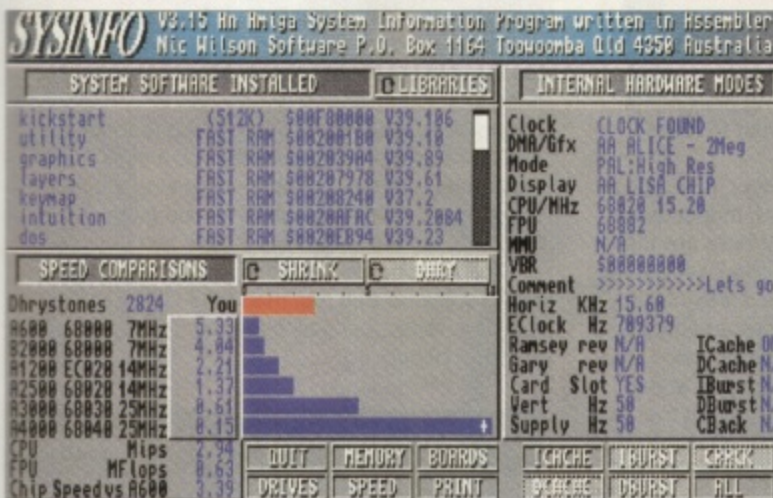 SYSINFO
V3.15 An Amiga System Information Program written in Assembler
Nic Wilson Software P.O. Box 1164 Toowoomba Qld 4350 Australia
SYSTEM SOFTWARE INSTALLED
LIBRARIES
kickstart (512K) $00F80000 V39.106
utility FAST RAM $002001B0 V39.10
graphics FAST RAM $00203904 V39.89
layers FAST RAM $00207978 V39.61
keymap FAST RAM $00208240 V37.2
intuition FAST RAM $0020AFAC V39.2084
dos FAST RAM $0020E894 V39.23
INTERNAL HARDWARE MODES
Clock CLOCK FOUND
DMA/Gfx AA ALICE - 2Meg
Mode PAL:High Res
Display AA LISA CHIP
CPU/MHz 68020 15.20
FPU 68882
MMU N/A
VBR $00000000
Comment >>>>>>>>>>>Lets go
Horiz KHz 15.60
EClock Hz 709379
Ramsey rev N/A ICache
Gary rev N/A DCache
Card Slot YES IBurst
Vert Hz 50 DBurst
Supply Hz 50 CBack
SPEED COMPARISONS
SHRINK
Dhrystones 2824 You
A600 68000 7MHz 5.33
B2000 68000 7MHz 4.04
A1200 EC020 14MHz 2.21
A2500 68020 14MHz 1.37
A3000 68030 25MHz 0.61
A4000 68040 25MHz 0.15
CPU Mips 2.94
FPU MFlops 0.63
Chip Speed vs A600 3.39
QUIT MEMORY BOARDS
DRIVES SPEED PRINT
ICACHE IBURST CBACK
DCACHE DBURST ALL